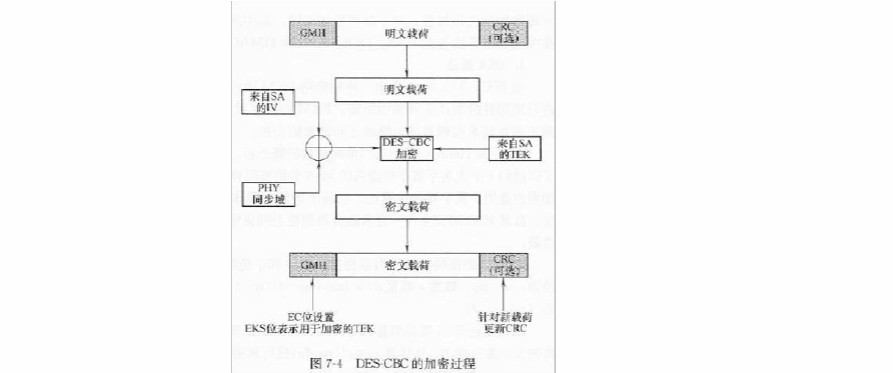 GMH
明文载荷
CRC
(可选)
明文载荷
来自SA
的IV
DES-CBC
加密
来自SA
的TEK
PHY
同步域
密文载荷
GMH
密文载荷
CRC
(可选)
EC位设置
EKS位表示用于加密的TEK
针对新载荷
更新CRC
图 7-4 DES-CBC 的加密过程